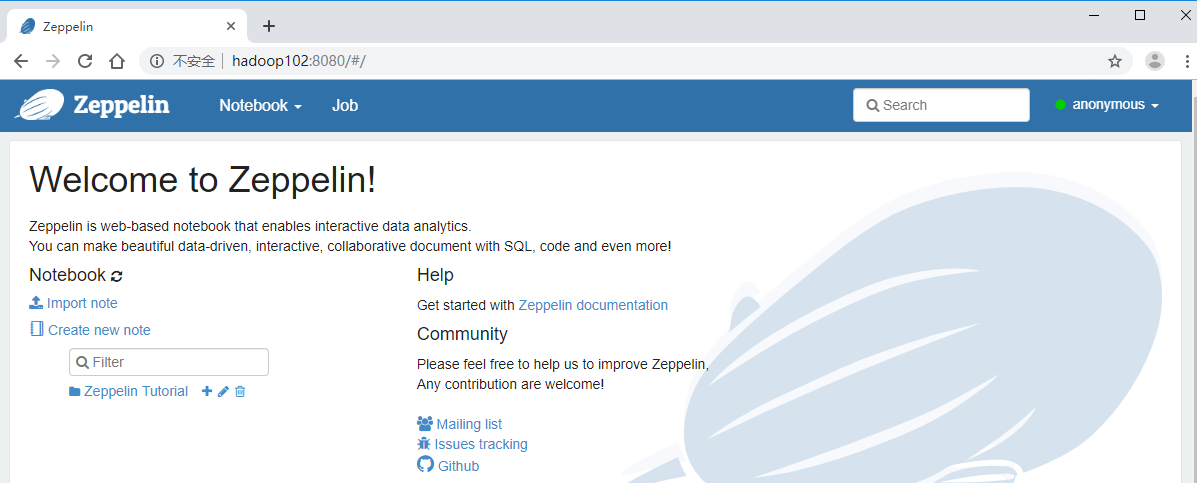 Zeppelin
不安全 | hadoop102:8080/#/
Zeppelin Notebook Job Search anonymous
Welcome to Zeppelin!
Zeppelin is web-based notebook that enables interactive data analytics.
You can make beautiful data-driven, interactive, collaborative document with SQL, code and even more!
Notebook
Import note
Create new note
Filter
Zeppelin Tutorial
Help
Get started with Zeppelin documentation
Community
Please feel free to help us to improve Zeppelin,
Any contribution are welcome!
Mailing list
Issues tracking
Github